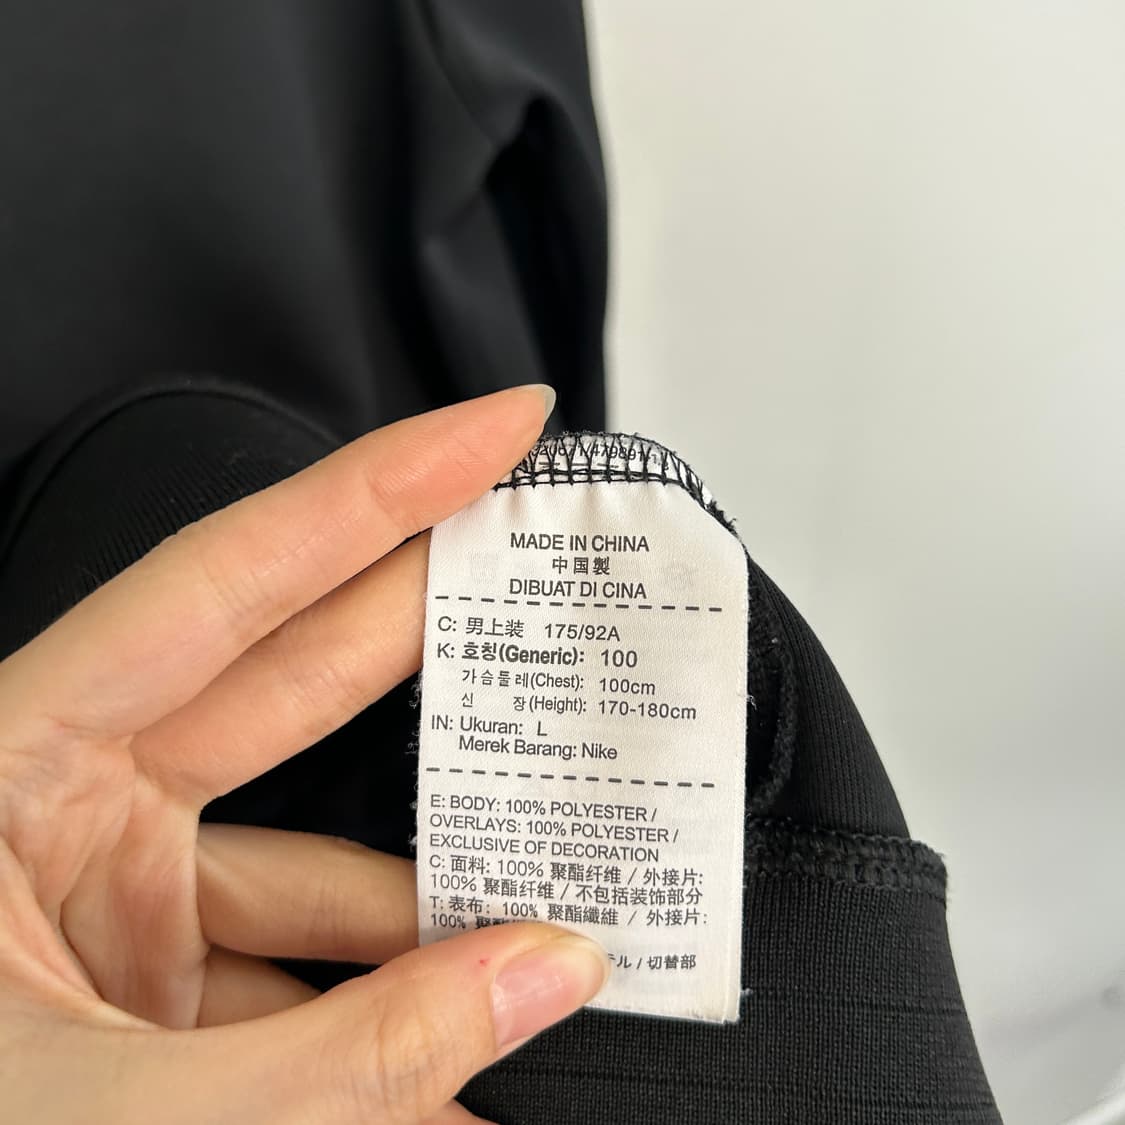 MADE IN CHINA
中国製
DIBUAT DI CINA
C: 男上装 175/92A
K: 호칭(Generic): 100
가슴둘레(Chest): 100cm
신 장(Height): 170-180cm
IN: Ukuran: L
Merek Barang: Nike
E: BODY: 100% POLYESTER /
OVERLAYS: 100% POLYESTER /
EXCLUSIVE OF DECORATION
C: 面料: 100% 聚酯纤维 / 外接片:
100% 聚酯纤维 / 不包括装饰部分
T: 表布: 100% 聚酯纖維 / 外接片:
100% 聚酯
ル / 切替部